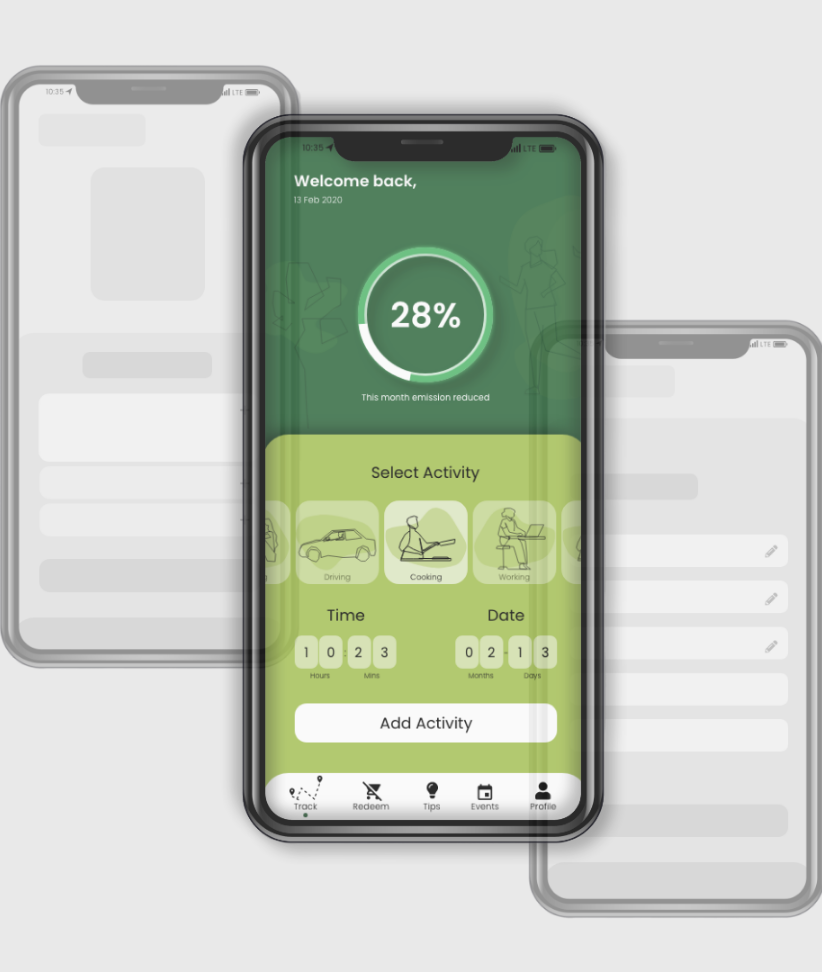 10:35
LTE
10:35
LTE
Welcome back,
13 Feb 2020
28%
This month emission reduced
LTE
Select Activity
Driving
Cooking
Working
Time
Date
1 0 : 2 3
0 2 - 1 3
Hours
Mins
Months
Days
Add Activity
Track
Redeem
Tips
Events
Profile